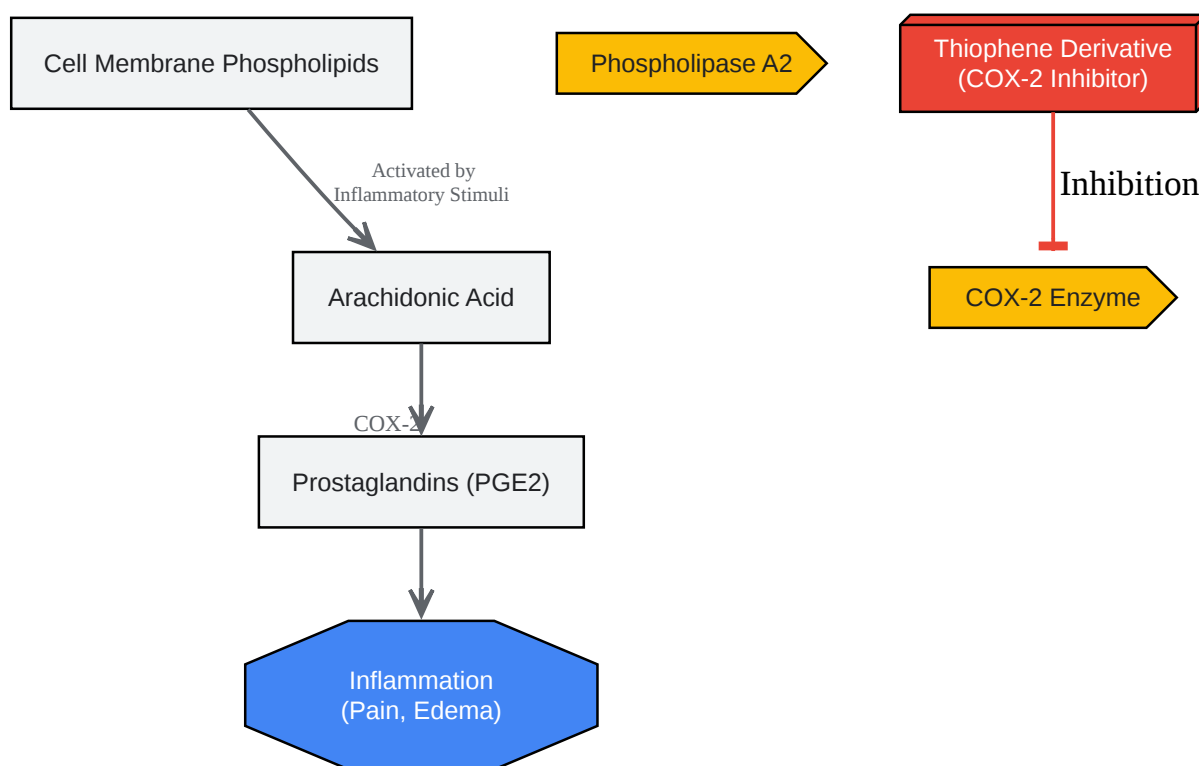 Cell Membrane Phospholipids
Phospholipase A2
Thiophene Derivative
(COX-2 Inhibitor)
Activated by
Inflammatory Stimuli
Inhibition
Arachidonic Acid
COX-2 Enzyme
COX-2
Prostaglandins (PGE2)
Inflammation
(Pain, Edema)